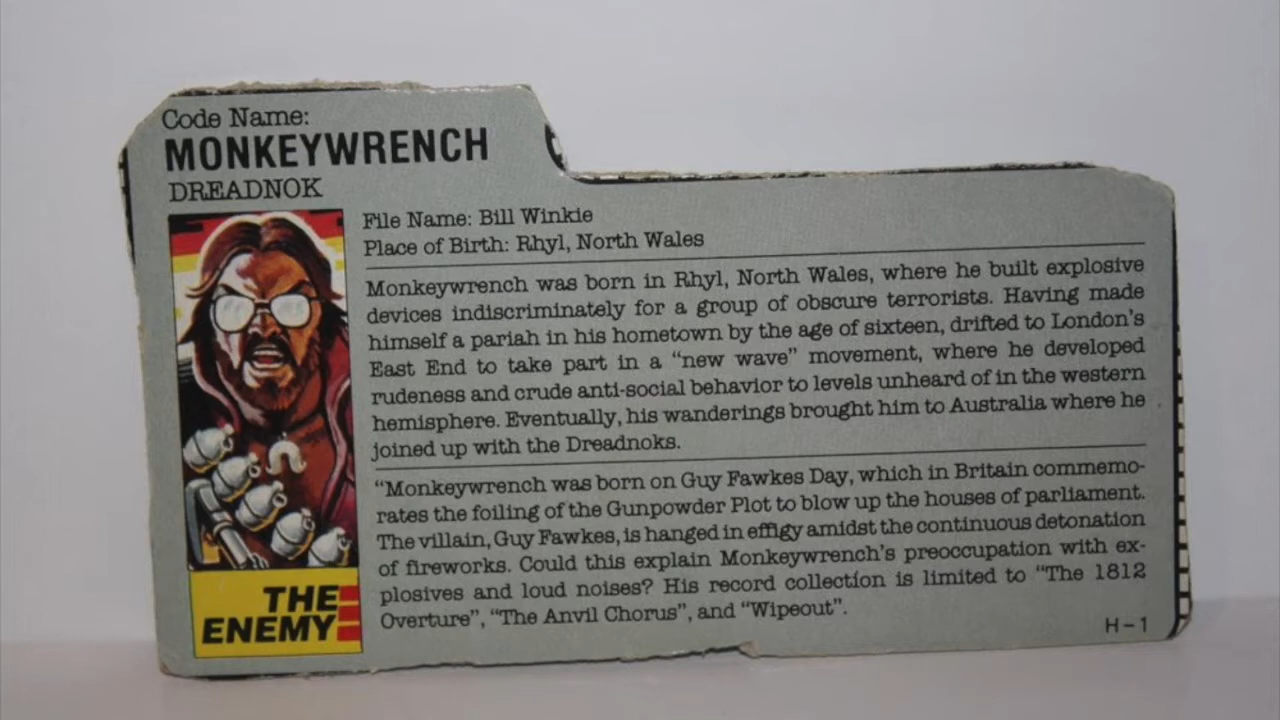 Code Name:
MONKEYWRENCH
DREADNOK
File Name: Bill Winkie
Place of Birth: Rhyl, North Wales
Monkeywrench was born in Rhyl, North Wales, where he built explosive
devices indiscriminately for a group of obscure terrorists. Having made
himself a pariah in his hometown by the age of sixteen, drifted to London's
East End to take part in a "new wave" movement, where he developed
rudeness and crude anti-social behavior to levels unheard of in the western
hemisphere. Eventually, his wanderings brought him to Australia where he
joined up with the Dreadnoks.
"Monkeywrench was born on Guy Fawkes Day, which in Britain commemo-
rates the foiling of the Gunpowder Plot to blow up the houses of parliament.
The villain, Guy Fawkes, is hanged in effigy amidst the continuous detonation
of fireworks. Could this explain Monkeywrench's preoccupation with ex-
plosives and loud noises? His record collection is limited to "The 1812
Overture", "The Anvil Chorus", and "Wipeout".
THE
ENEMY
H-1